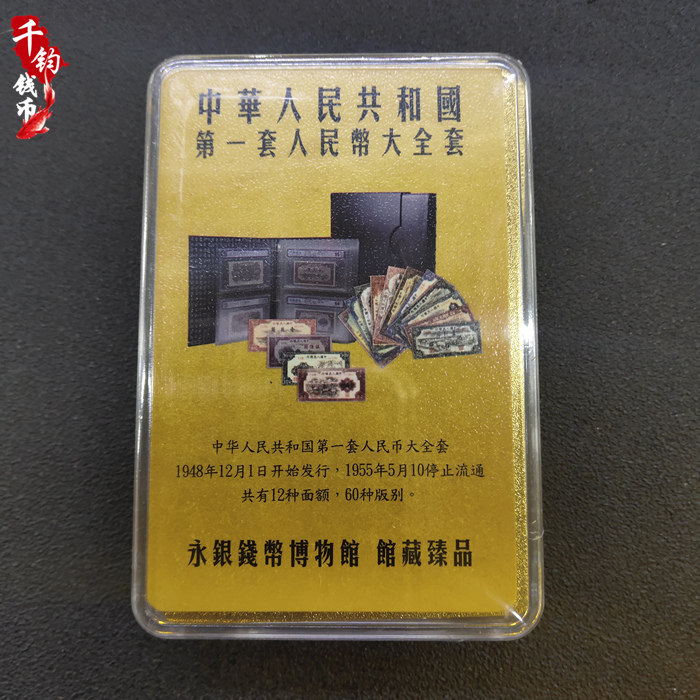 千钧
钱币
中華人民共和國
第一套人民幣大全套
中华人民共和国第一套人民币大全套
1948年12月1日开始发行，1955年5月10停止流通
共有12种面额，60种版别。
永銀錢幣博物館 館藏臻品